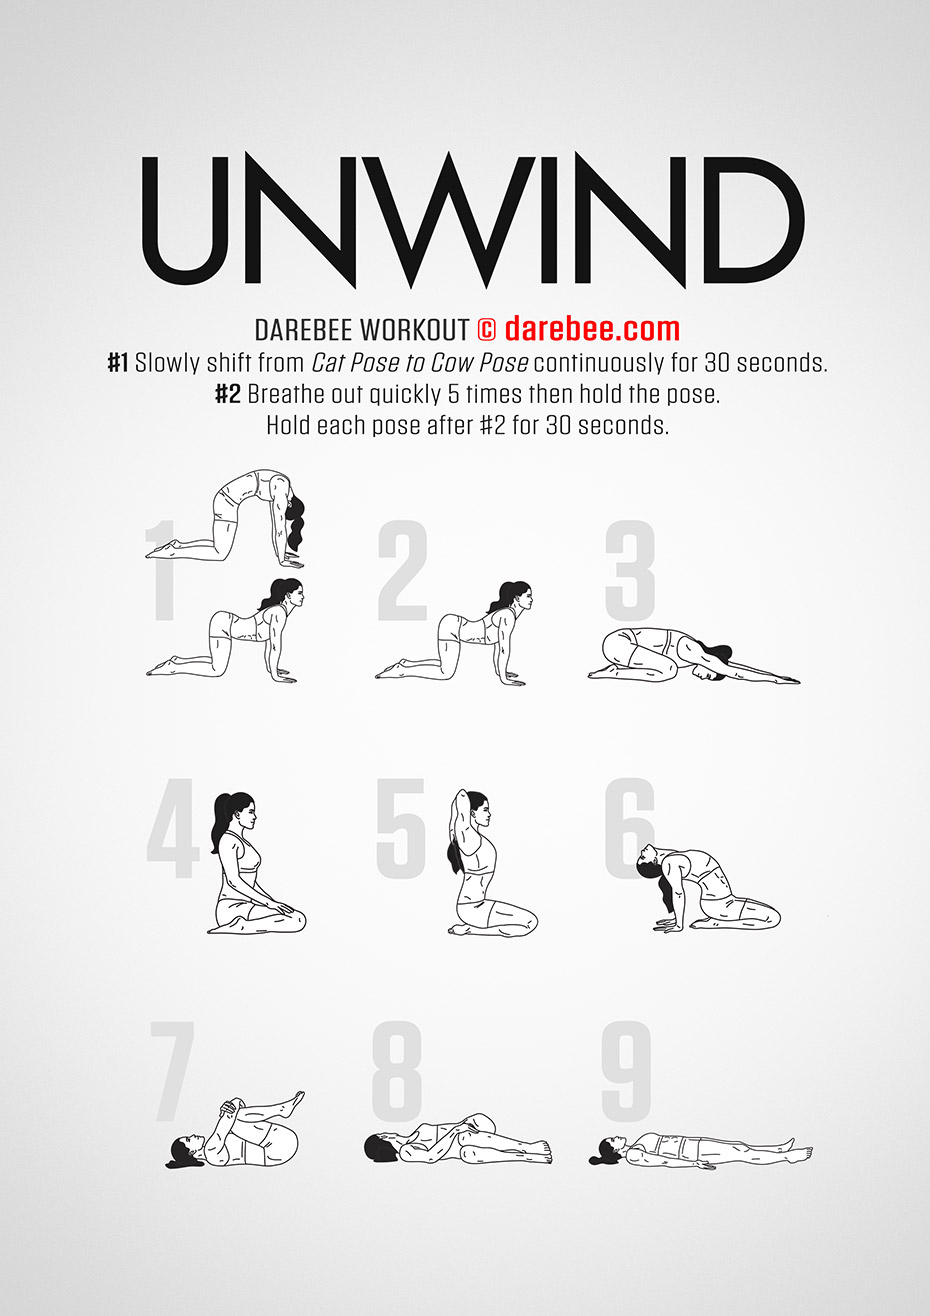 UNWIND
DAREBEE WORKOUT © darebee.com
#1 Slowly shift from Cat Pose to Cow Pose continuously for 30 seconds.
#2 Breathe out quickly 5 times then hold the pose.
Hold each pose after #2 for 30 seconds.
1
2
3
4
5
6
7
8
9